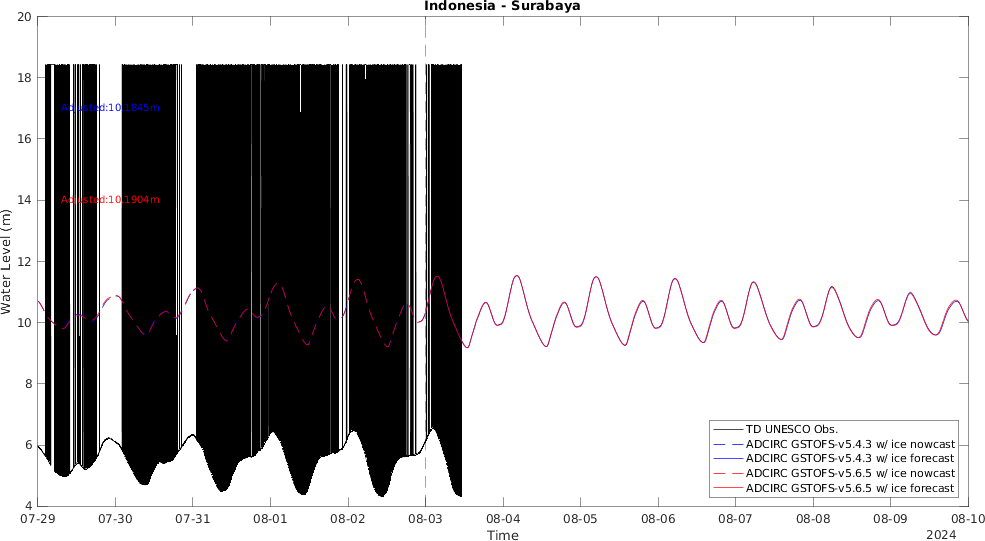 Indonesia - Surabaya
20
18
16
14
12
10
8
6
4
Water Level (m)
Adjusted:10.1845m
Adjusted:10.1904m
TD UNESCO Obs.
ADCIRC GSTOFS-v5.4.3 w/ ice nowcast
ADCIRC GSTOFS-v5.4.3 w/ ice forecast
ADCIRC GSTOFS-v5.6.5 w/ ice nowcast
ADCIRC GSTOFS-v5.6.5 w/ ice forecast
07-29 07-30 07-31 08-01 08-02 08-03 08-04 08-05 08-06 08-07 08-08 08-09 08-10
Time
2024